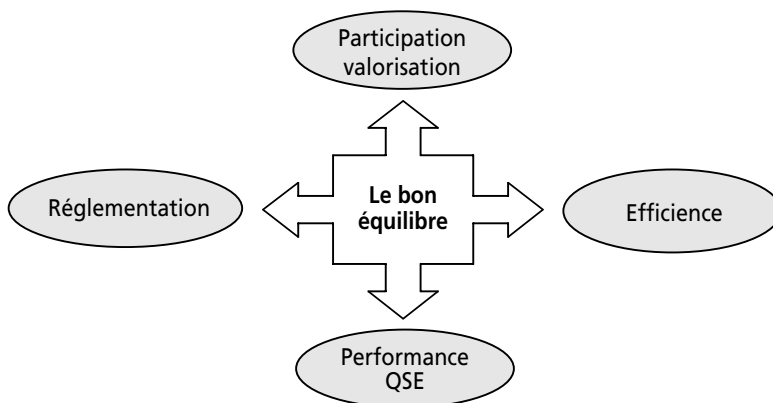 Participation
valorisation
Réglementation
Le bon
équilibre
Efficience
Performance
QSE